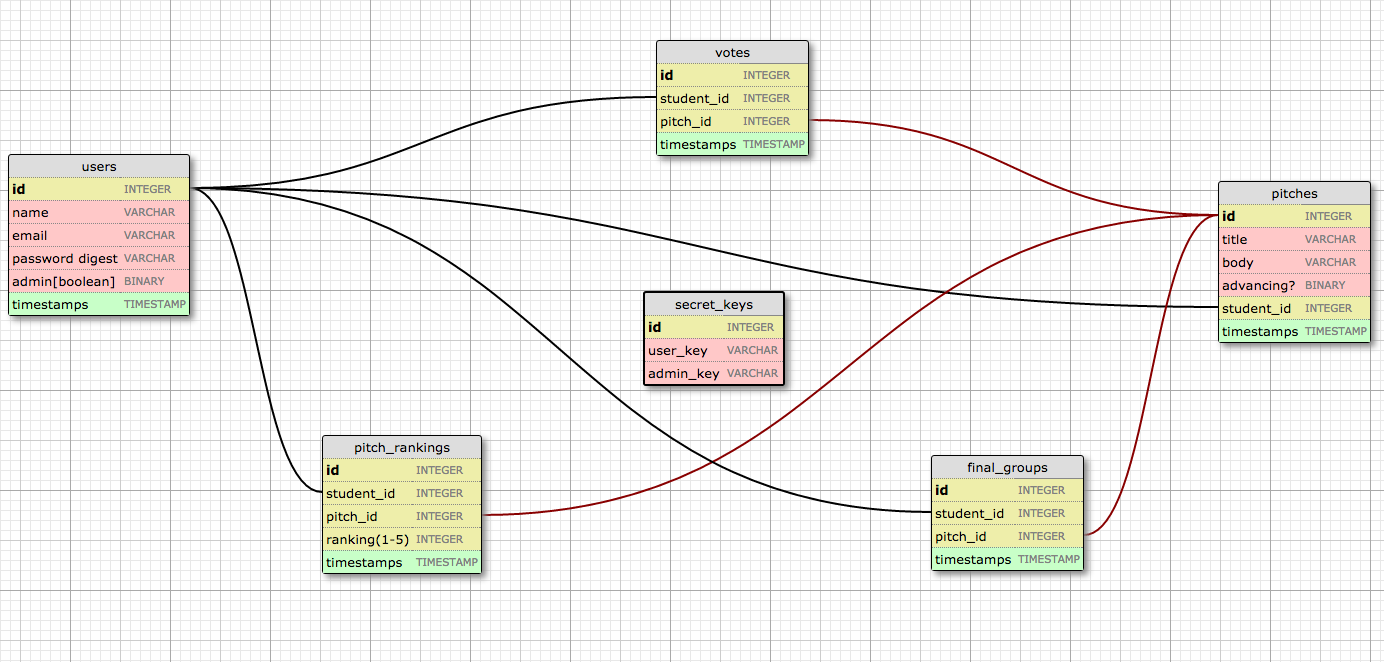 votes
id INTEGER
student_id INTEGER
pitch_id INTEGER
timestamps TIMESTAMP
users
id INTEGER
name VARCHAR
email VARCHAR
password digest VARCHAR
admin[boolean] BINARY
timestamps TIMESTAMP
pitches
id INTEGER
title VARCHAR
body VARCHAR
advancing? BINARY
student_id INTEGER
timestamps TIMESTAMP
secret_keys
id INTEGER
user_key VARCHAR
admin_key VARCHAR
pitch_rankings
id INTEGER
student_id INTEGER
pitch_id INTEGER
ranking(1-5) INTEGER
timestamps TIMESTAMP
final_groups
id INTEGER
student_id INTEGER
pitch_id INTEGER
timestamps TIMESTAMP